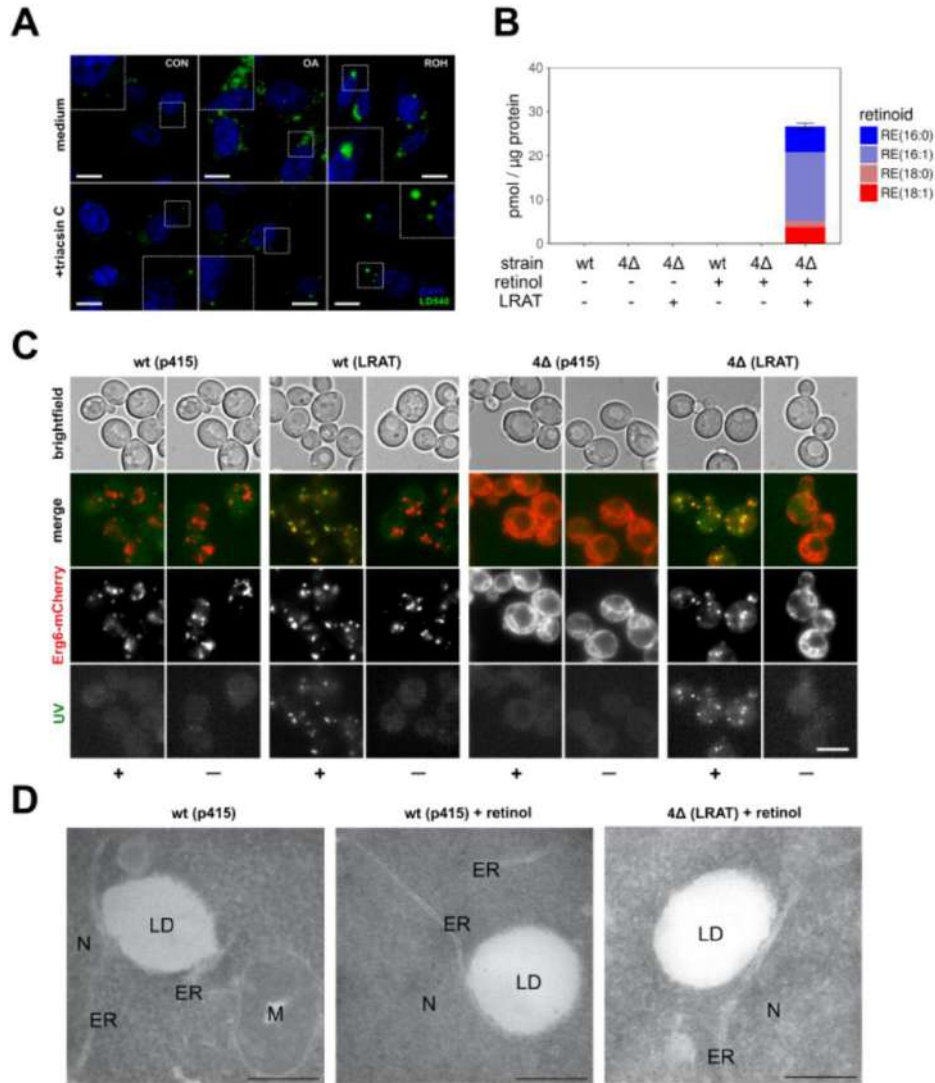 A
CON OA ROH
medium
+triacsin C
DAPI
LD540
B
40
30
20
10
0
pmol / µg protein
retinoid
RE(16:0)
RE(16:1)
RE(18:0)
RE(18:1)
strain wt 4Δ 4Δ wt 4Δ 4Δ
retinol - - - + + +
LRAT - - + - - +
C
wt (p415) wt (LRAT) 4Δ (p415) 4Δ (LRAT)
brightfield
merge
Erg6-mCherry
UV
+ — + — + — + —
D
wt (p415) wt (p415) + retinol 4Δ (LRAT) + retinol
LD N ER ER M
ER ER LD N
LD N ER